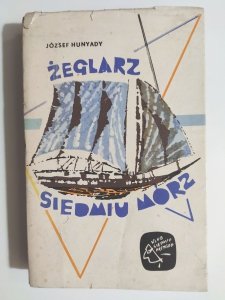 JÓZSEF HUNYADY
ŻEGLARZ
SIEDMIU MÓRZ